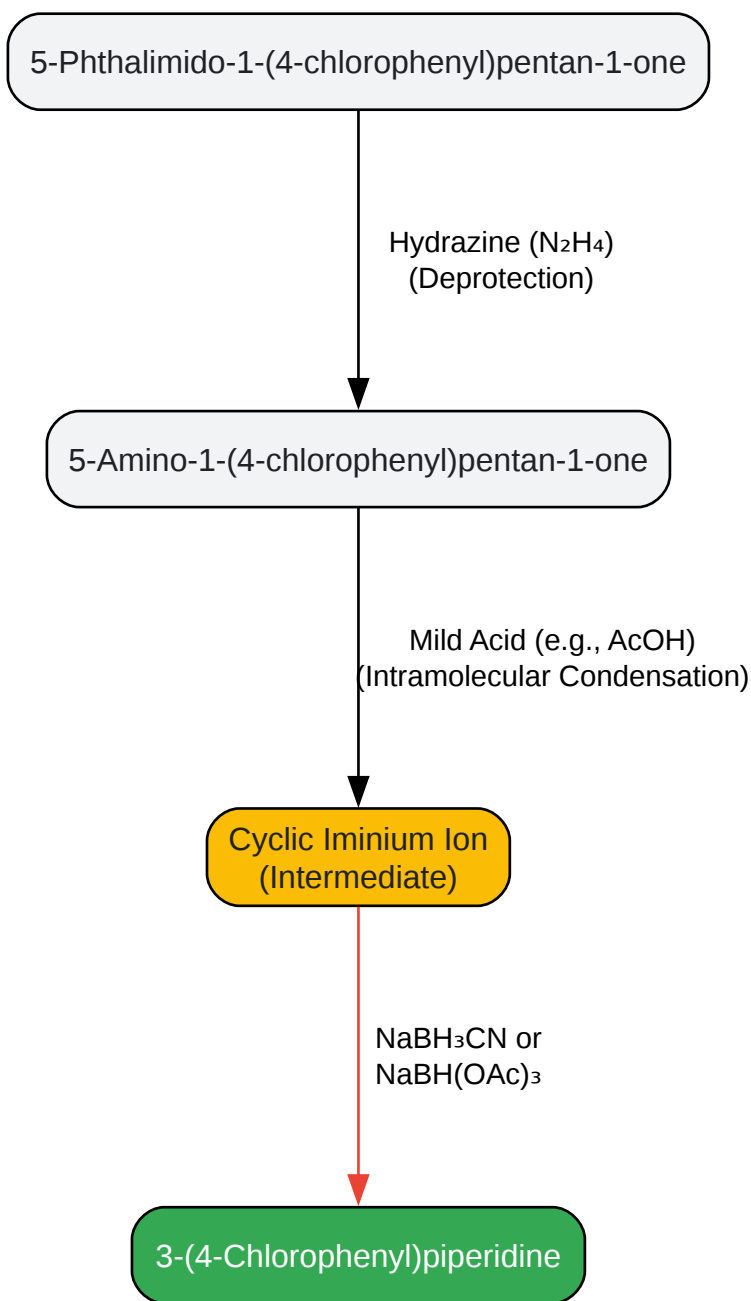 5-Phthalimido-1-(4-chlorophenyl)pentan-1-one
Hydrazine (N₂H₄)
(Deprotection)
5-Amino-1-(4-chlorophenyl)pentan-1-one
Mild Acid (e.g., AcOH)
(Intramolecular Condensation)
Cyclic Iminium Ion
(Intermediate)
NaBH₃CN or
NaBH(OAc)₃
3-(4-Chlorophenyl)piperidine